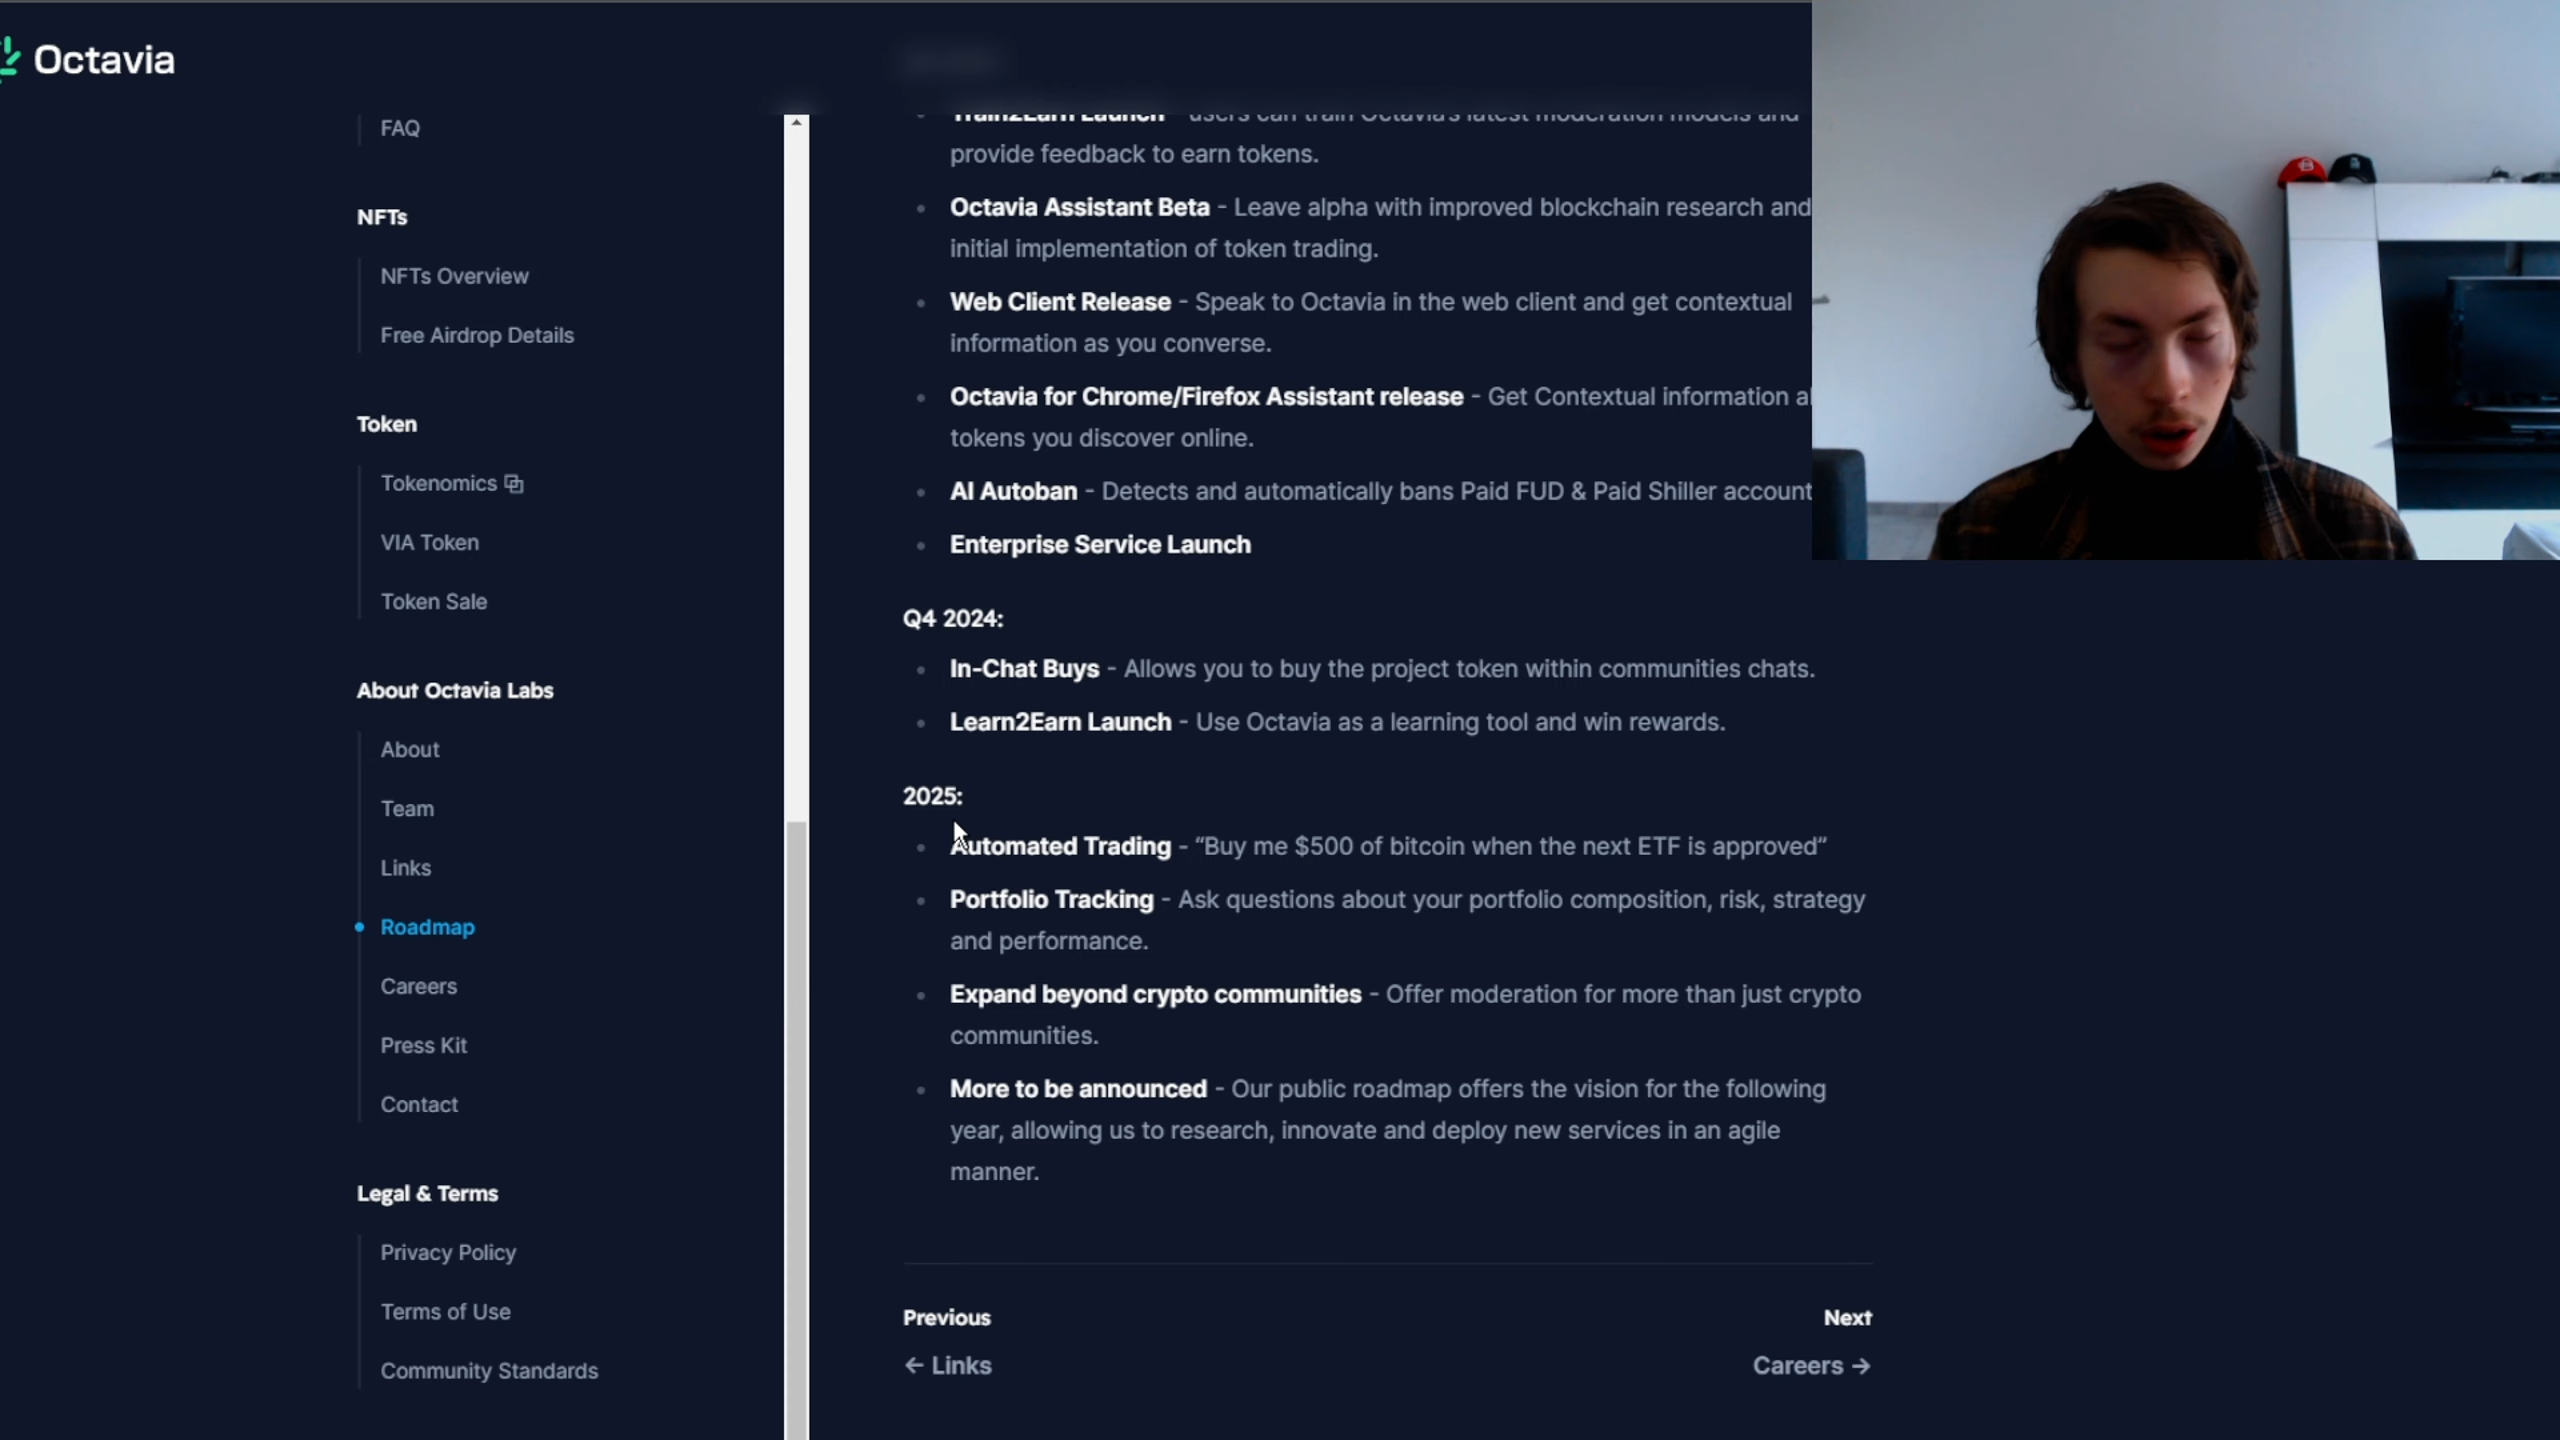 Octavia
FAQ
NFTs
NFTs Overview
Free Airdrop Details
Token
Tokenomics
VIA Token
Token Sale
About Octavia Labs
About
Team
Links
Roadmap
Careers
Press Kit
Contact
Legal & Terms
Privacy Policy
Terms of Use
Community Standards
Train2Earn Launch - users can train Octavia's latest moderation models and
provide feedback to earn tokens.
Octavia Assistant Beta - Leave alpha with improved blockchain research and
initial implementation of token trading.
Web Client Release - Speak to Octavia in the web client and get contextual
information as you converse.
Octavia for Chrome/Firefox Assistant release - Get Contextual information
tokens you discover online.
AI Autoban - Detects and automatically bans Paid FUD & Paid Shiller account
Enterprise Service Launch
Q4 2024:
In-Chat Buys - Allows you to buy the project token within communities chats.
Learn2Earn Launch - Use Octavia as a learning tool and win rewards.
2025:
Automated Trading - “Buy me $500 of bitcoin when the next ETF is approved”
Portfolio Tracking - Ask questions about your portfolio composition, risk, strategy
and performance.
Expand beyond crypto communities - Offer moderation for more than just crypto
communities.
More to be announced - Our public roadmap offers the vision for the following
year, allowing us to research, innovate and deploy new services in an agile
manner.
Previous
Next
← Links
Careers →